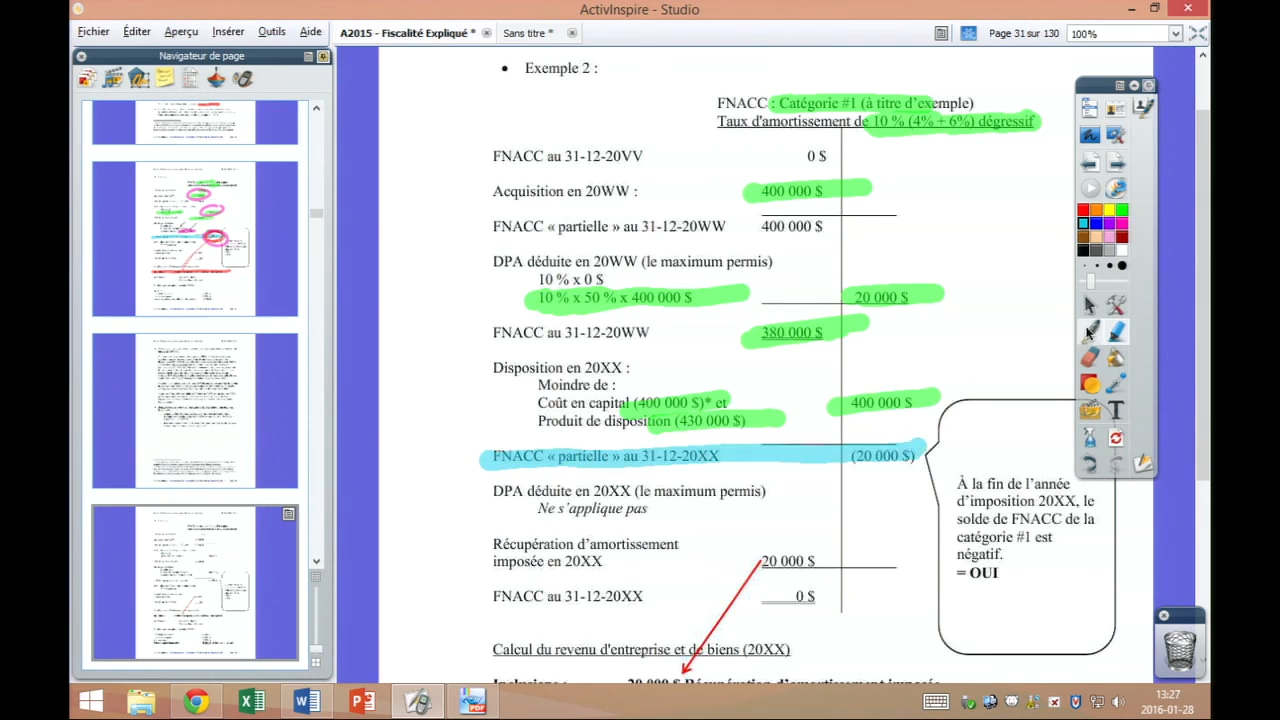 ActivInspire - Studio
Fichier Éditer Aperçu Insérer Outils Aide
A2015 - Fiscalité Expliqué * Sans titre * Page 31 sur 130 100%
Navigateur de page
• Exemple 2 :
FNACC : Catégorie #1 (à titre d'exemple)
Taux d'amortissement de 10 % (4% + 6%) dégressif
FNACC au 31-12-20VV 0 $
Acquisition en 20WW : 400 000 $
FNACC « partielle » au 31-12-20WW 400 000 $
DPA déduite en 20WW (le maximum permis)
10 % x 0 $
10 % x 50 % x 400 000 $ 20 000 $
FNACC au 31-12-20WW 380 000 $
Disposition en 20XX :
Moindre de :
Coût en capital (400 000 $)* et 400 000 $
Produit de disposition (430 000 $)
FNACC « partielle » au 31-12-20XX (20 000 $)
DPA déduite en 20XX (le maximum permis)
Ne s'applique pas
Récupération d'amortissement
imposée en 20XX 20 000 $
FNACC au 31-12-20XX 0 $
À la fin de l'année
d'imposition 20XX, le
solde de FNACC de la
catégorie #1 est
négatif.
= OUI
Calcul du revenu d'entreprise et de biens (20XX)
Inclusions : 20 000 $ Récupération d'amortissement imposée
13:27
2016-01-28